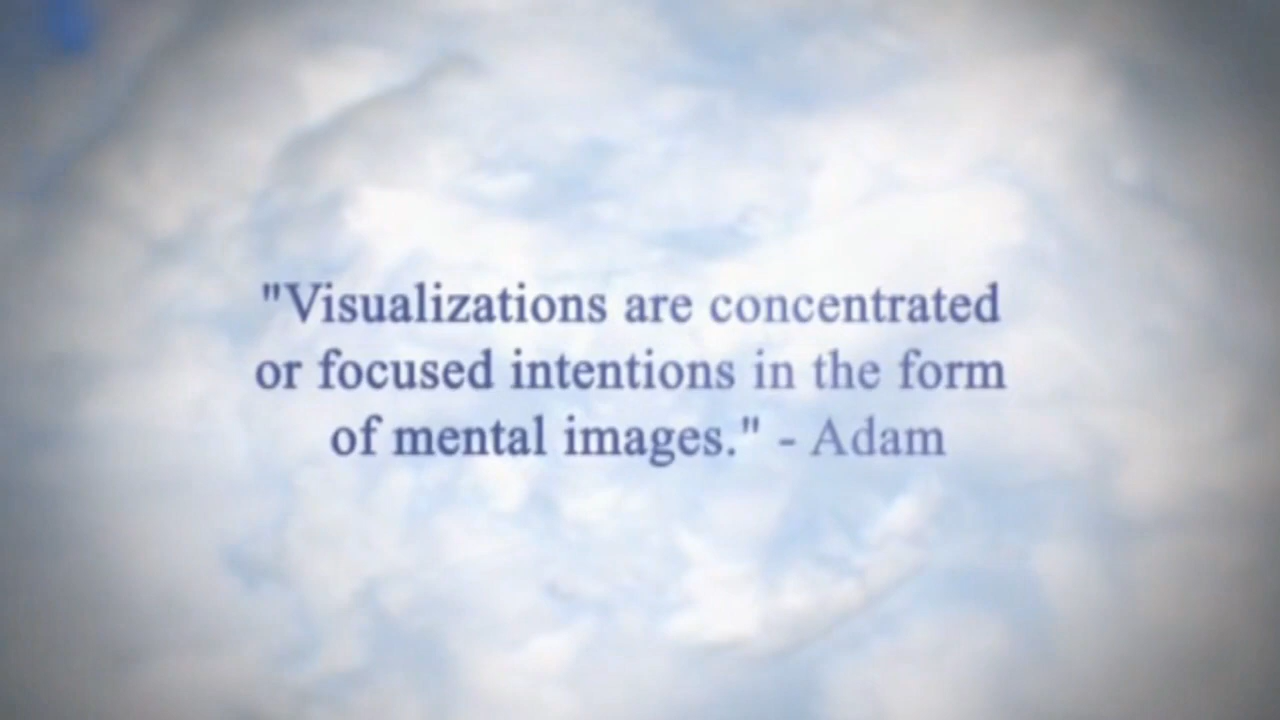 "Visualizations are concentrated
or focused intentions in the form
of mental images." - Adam